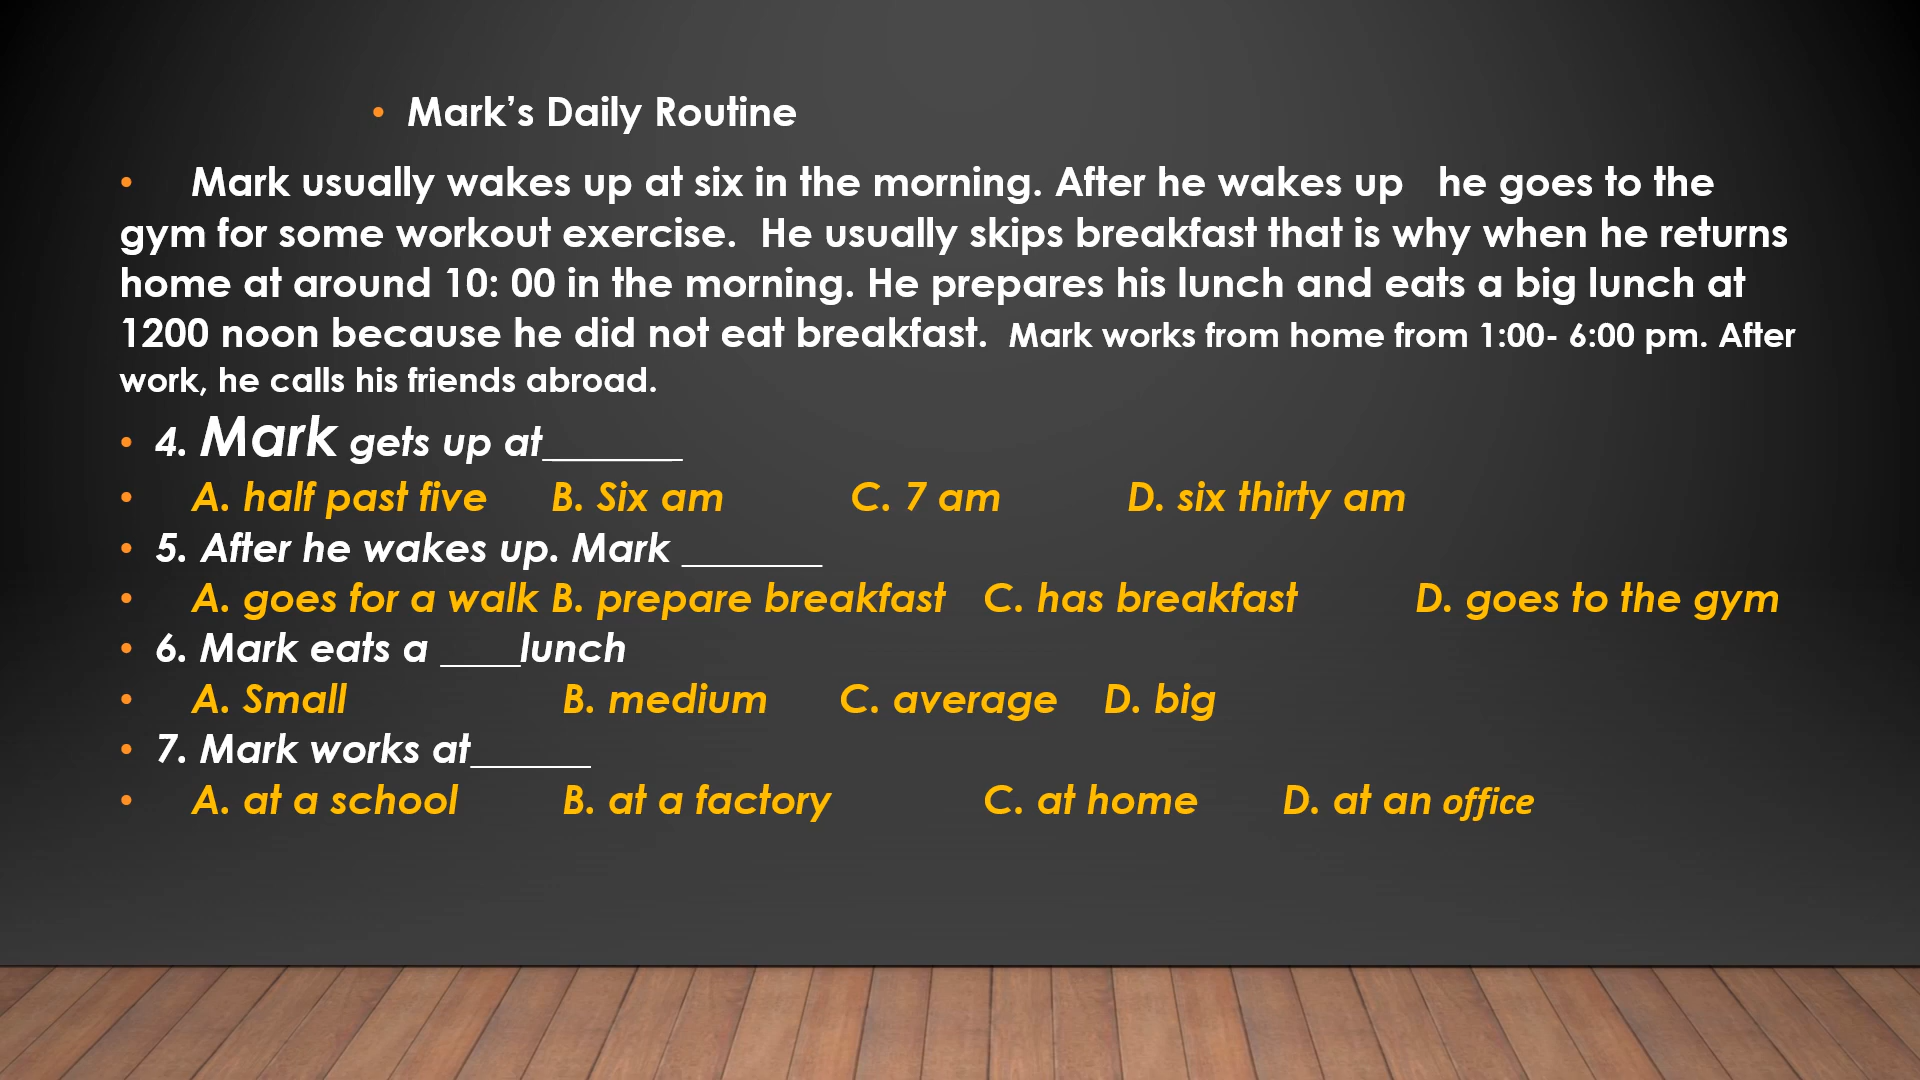 • Mark’s Daily Routine
• Mark usually wakes up at six in the morning. After he wakes up he goes to the
gym for some workout exercise. He usually skips breakfast that is why when he returns
home at around 10: 00 in the morning. He prepares his lunch and eats a big lunch at
1200 noon because he did not eat breakfast. Mark works from home from 1:00- 6:00 pm. After
work, he calls his friends abroad.
• 4. Mark gets up at_______
• A. half past five B. Six am C. 7 am D. six thirty am
• 5. After he wakes up. Mark _______
• A. goes for a walk B. prepare breakfast C. has breakfast D. goes to the gym
• 6. Mark eats a ____lunch
• A. Small B. medium C. average D. big
• 7. Mark works at______
• A. at a school B. at a factory C. at home D. at an office